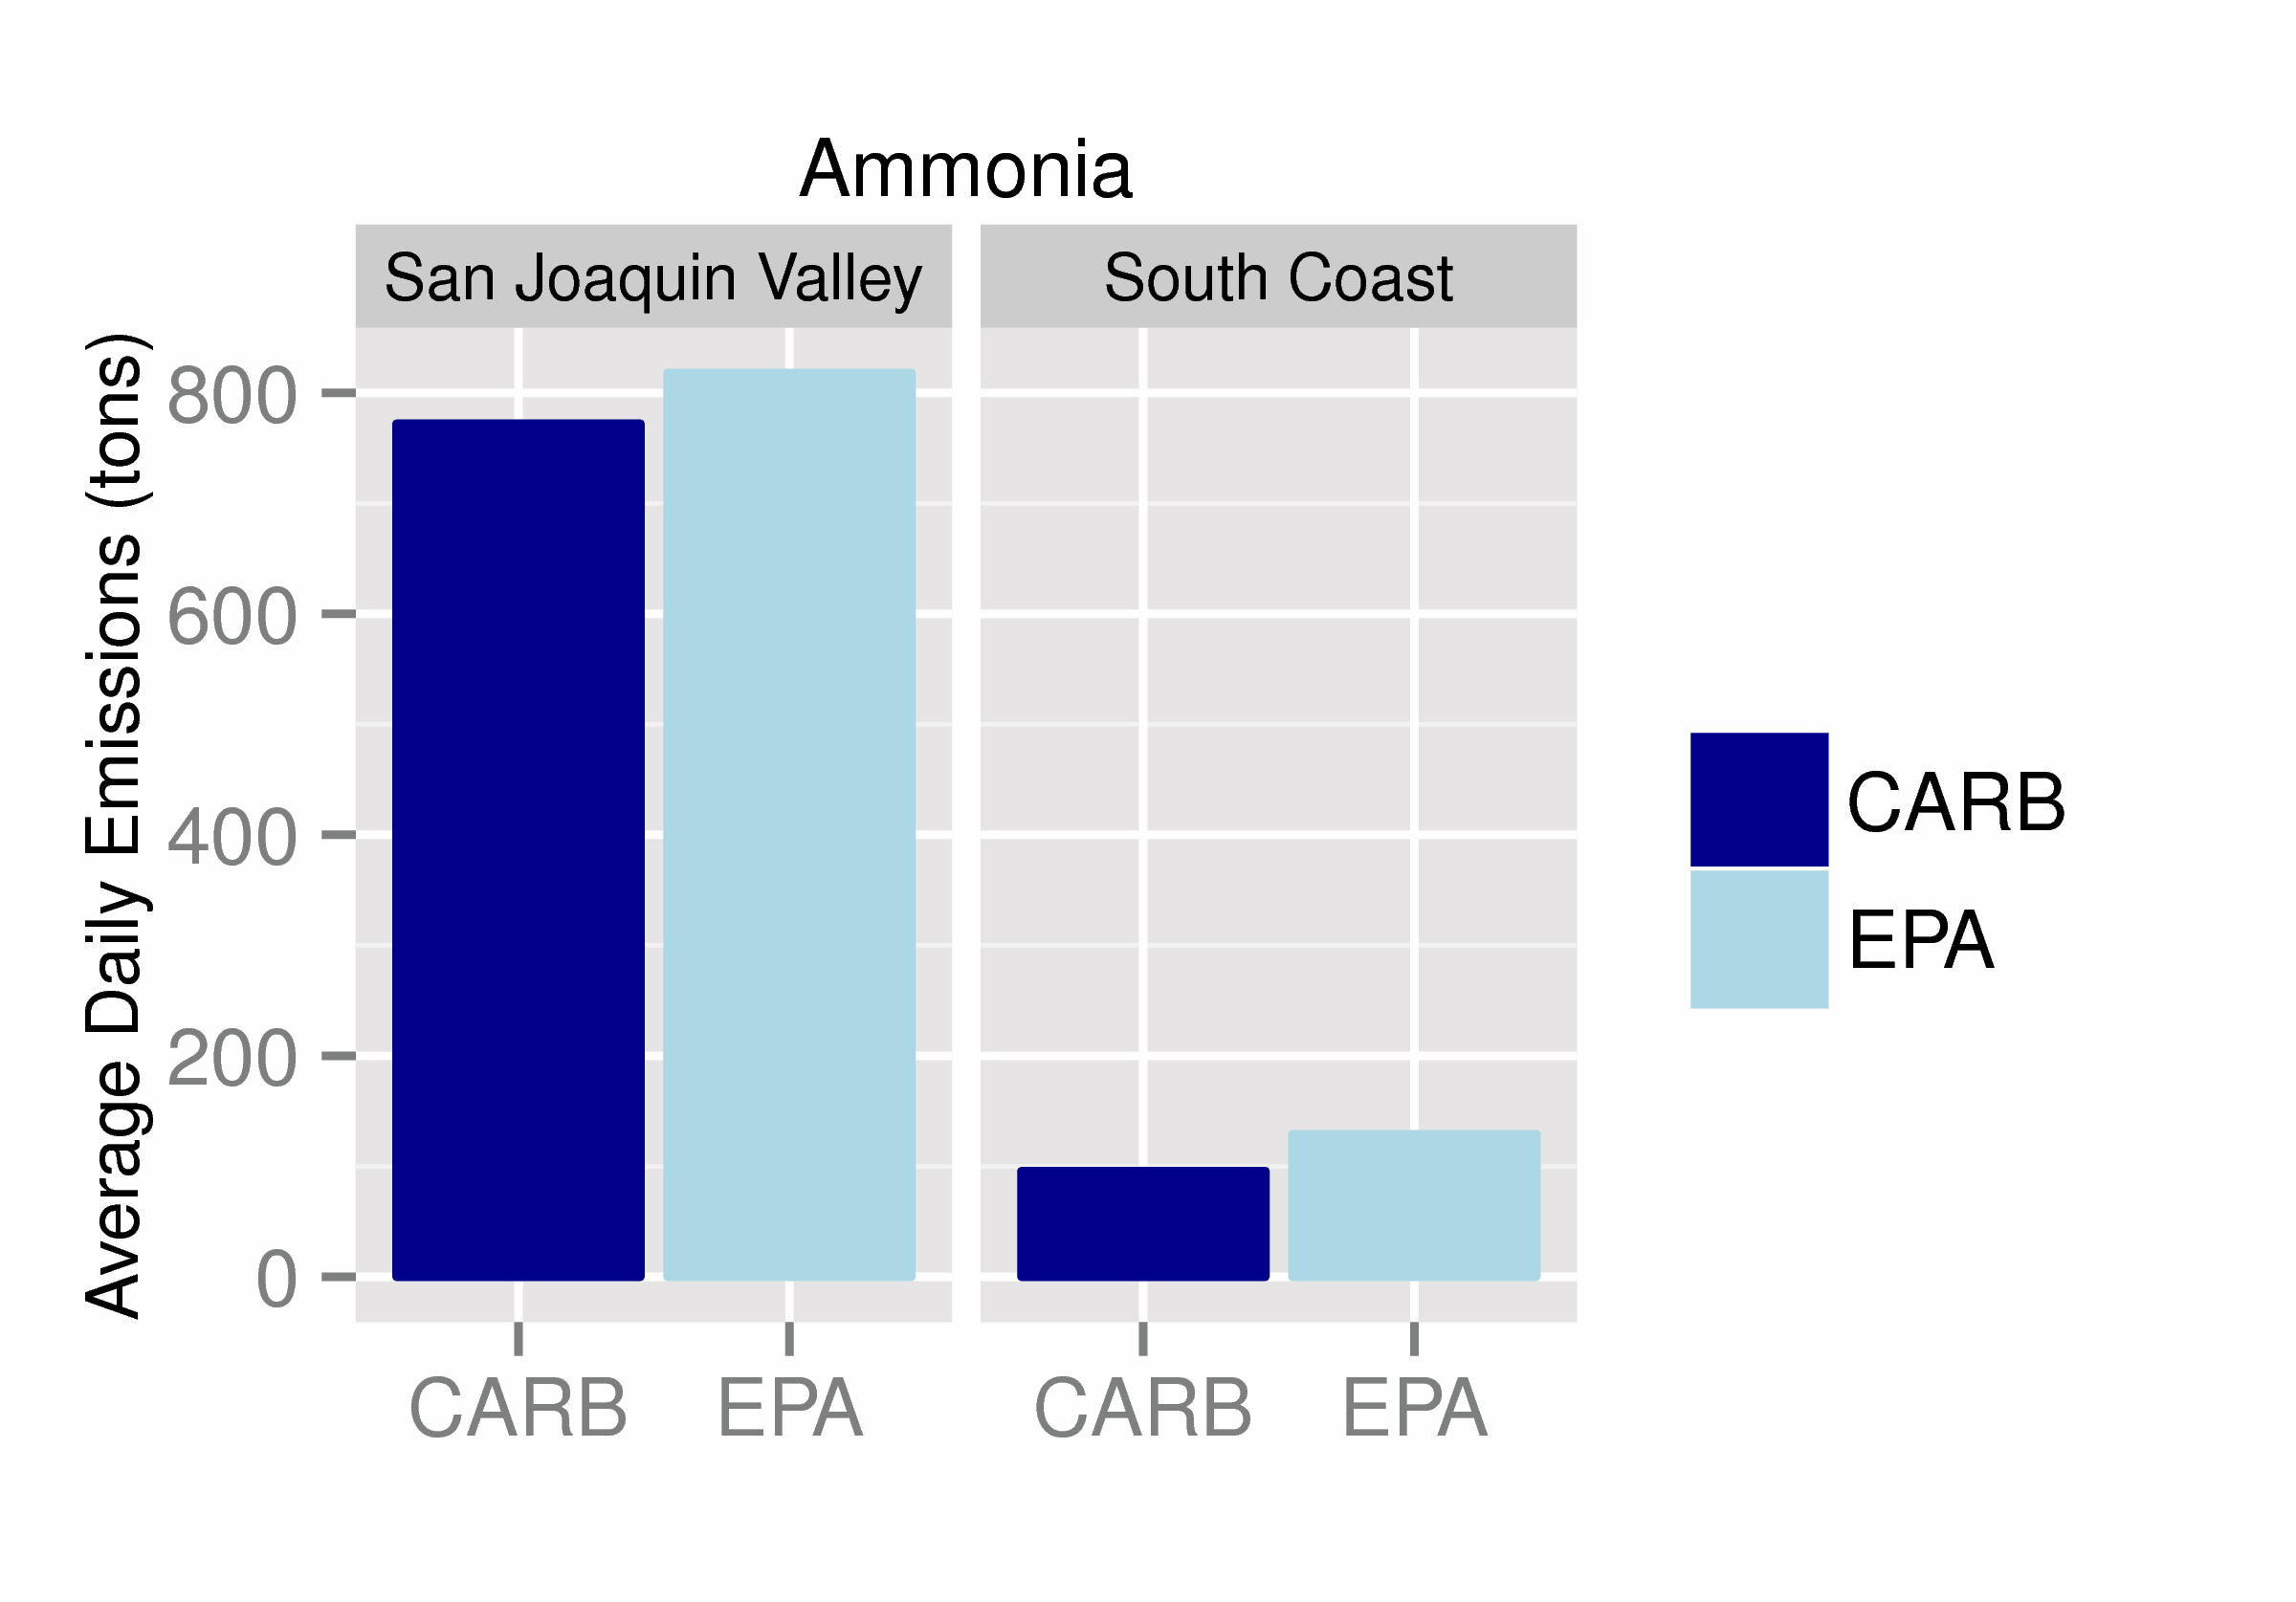 Ammonia
San Joaquin Valley
South Coast
Average Daily Emissions (tons)
800
600
400
200
0
CARB
EPA
CARB
EPA
CARB
EPA